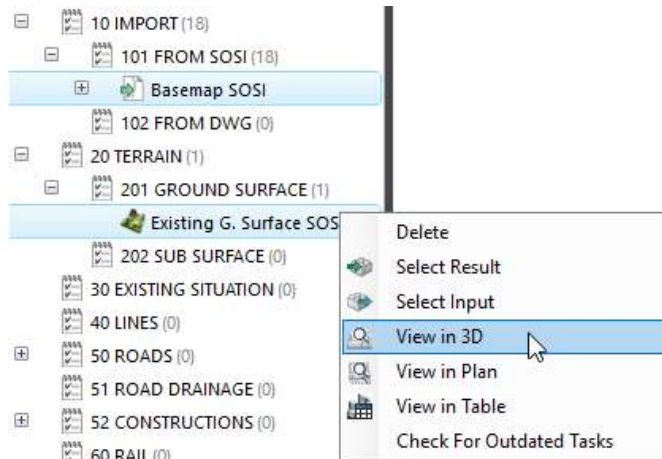 10 IMPORT (18)
101 FROM SOSI (18)
Basemap SOSI
102 FROM DWG (0)
20 TERRAIN (1)
201 GROUND SURFACE (1)
Existing G. Surface SOS
202 SUB SURFACE (0)
30 EXISTING SITUATION (0)
40 LINES (0)
50 ROADS (0)
51 ROAD DRAINAGE (0)
52 CONSTRUCTIONS (0)
60 RAIL (0)
Delete
Select Result
Select Input
View in 3D
View in Plan
View in Table
Check For Outdated Tasks